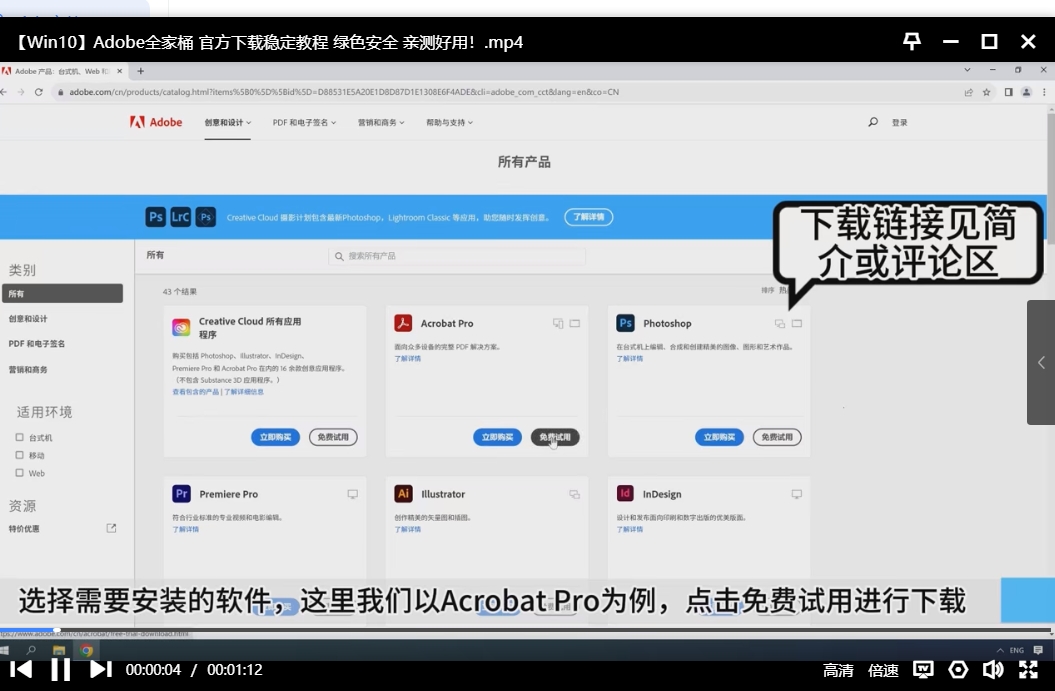 【Win10】Adobe全家桶 官方下载稳定教程 绿色安全 亲测好用！.mp4
Adobe 产品：台式机、Web 和
adobe.com/cn/products/catalog.html?items%5B0%5D%5Bid%5D=D88531E5A20E1D8D87D1E1308E6F4ADE&cli=adobe_com_cct&lang=en&co=CN
Adobe
创意和设计
PDF 和电子签名
营销和商务
帮助与支持
登录
所有产品
Ps LrC Ps
Creative Cloud 摄影计划包含最新Photoshop，Lightroom Classic 等应用，助您随时发挥创意。
了解详情
下载链接见简
介或评论区
类别
所有
创意和设计
PDF 和电子签名
营销和商务
适用环境
台式机
移动
Web
资源
特价优惠
所有
搜索所有产品
43 个结果
排序
Creative Cloud 所有应用
程序
购买包括 Photoshop、Illustrator、InDesign、
Premiere Pro 和 Acrobat Pro 在内的 16 余款创意应用程序。
（不包含 Substance 3D 应用程序。）
查看包含的产品 | 了解详细信息
立即购买
免费试用
Acrobat Pro
面向众多设备的完整 PDF 解决方案。
了解详情
立即购买
免费试用
Ps
Photoshop
在台式机上编辑、合成和创建精美的图像、图形和艺术作品。
了解详情
立即购买
免费试用
Pr
Premiere Pro
符合行业标准的专业视频和电影编辑。
了解详情
Ai
Illustrator
创作精美的矢量图和插图。
了解详情
Id
InDesign
设计和发布面向印刷和数字出版的优美版面。
了解详情
选择需要安装的软件，这里我们以Acrobat Pro为例，点击免费试用进行下载
ENG
00:00:04 / 00:01:12
高清
倍速